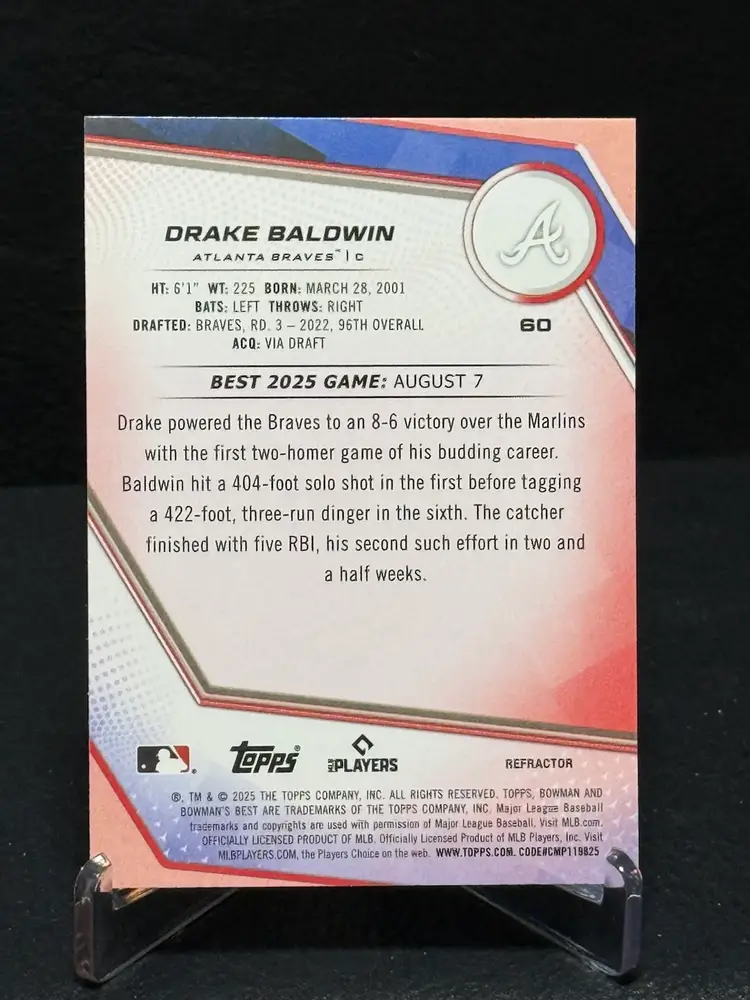 DRAKE BALDWIN
ATLANTA BRAVES™ | C
HT: 6'1" WT: 225 BORN: MARCH 28, 2001
BATS: LEFT THROWS: RIGHT
DRAFTED: BRAVES, RD. 3 – 2022, 96TH OVERALL
ACQ: VIA DRAFT
A
60
BEST 2025 GAME: AUGUST 7
Drake powered the Braves to an 8-6 victory over the Marlins
with the first two-homer game of his budding career.
Baldwin hit a 404-foot solo shot in the first before tagging
a 422-foot, three-run dinger in the sixth. The catcher
finished with five RBI, his second such effort in two and
a half weeks.
Topps®
MLB PLAYERS
REFRACTOR
®, TM & © 2025 THE TOPPS COMPANY, INC. ALL RIGHTS RESERVED. TOPPS, BOWMAN AND
BOWMAN'S BEST ARE TRADEMARKS OF THE TOPPS COMPANY, INC. Major League Baseball
trademarks and copyrights are used with permission of Major League Baseball. Visit MLB.com.
OFFICIALLY LICENSED PRODUCT OF MLB. Officially Licensed Product of MLB Players, Inc. Visit
MLBPLAYERS.COM, the Players Choice on the web. WWW.TOPPS.COM. CODE#CMP119825